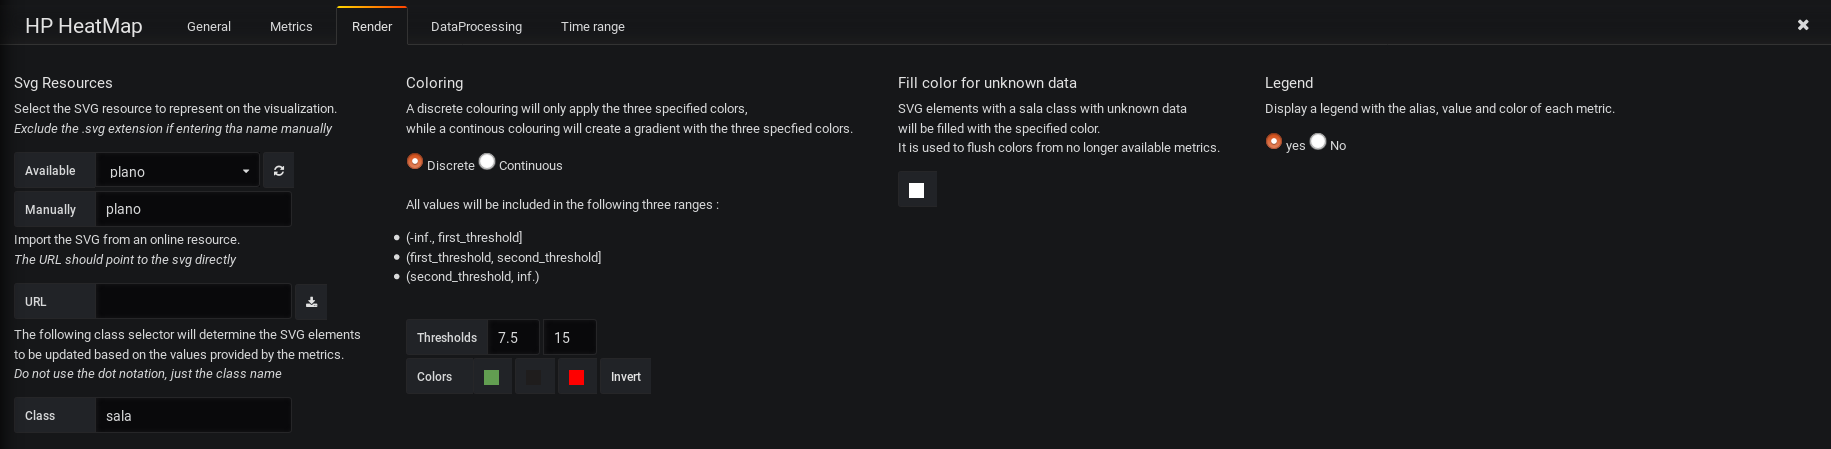 HP HeatMap
General
Metrics
Render
DataProcessing
Time range
Svg Resources
Select the SVG resource to represent on the visualization.
Exclude the .svg extension if entering tha name manually
Available
plano
Manually
plano
Import the SVG from an online resource.
The URL should point to the svg directly
URL
The following class selector will determine the SVG elements
to be updated based on the values provided by the metrics.
Do not use the dot notation, just the class name
Class
sala
Coloring
A discrete colouring will only apply the three specified colors,
while a continous colouring will create a gradient with the three specfied colors.
Discrete
Continuous
All values will be included in the following three ranges :
(-inf., first_threshold]
(first_threshold, second_threshold]
(second_threshold, inf.)
Thresholds
7.5
15
Colors
Invert
Fill color for unknown data
SVG elements with a sala class with unknown data
will be filled with the specified color.
It is used to flush colors from no longer available metrics.
Legend
Display a legend with the alias, value and color of each metric.
yes
No